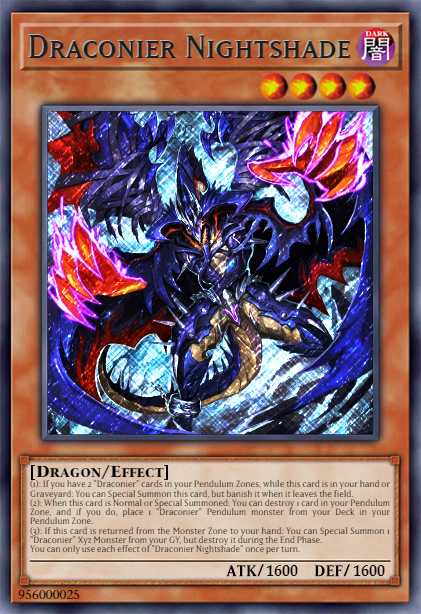 Draconier Nightshade
DARK
闇
[Dragon/Effect]
(1): If you have 2 "Draconier" cards in your Pendulum Zones, while this card is in your hand or
Graveyard: You can Special Summon this card, but banish it when it leaves the field.
(2): When this card is Normal or Special Summoned: You can destroy 1 card in your Pendulum
Zone, and if you do, place 1 "Draconier" Pendulum monster from your Deck in your
Pendulum Zone.
(3): If this card is returned from the Monster Zone to your hand: You can Special Summon 1
"Draconier" Xyz Monster from your GY, but destroy it during the End Phase.
You can only use each effect of "Draconier Nightshade" once per turn.
ATK/1600 DEF/1600
956000025